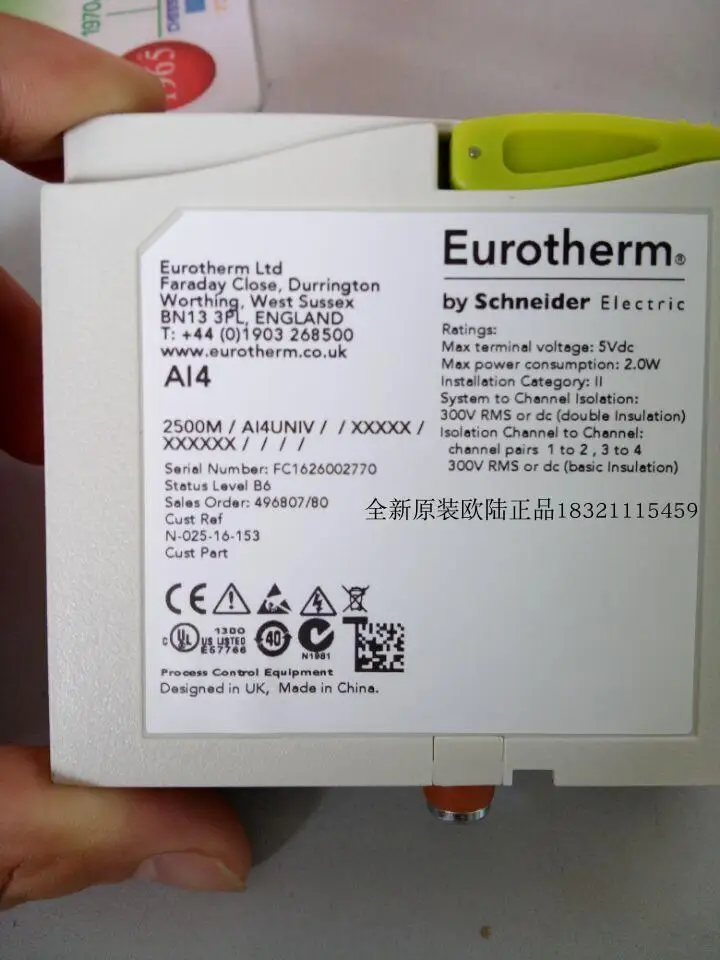 1970
1965
Eurotherm Ltd
Faraday Close, Durrington
Worthing, West Sussex
BN13 3PL, ENGLAND
T: +44 (0)1903 268500
www.eurotherm.co.uk
AI4
2500M / AI4UNIV / / XXXXX /
XXXXXX / / / /
Serial Number: FC1626002770
Status Level B6
Sales Order: 496807/80
Cust Ref
N-025-16-153
Cust Part
CE
C UL US LISTED
1300
E57766
40
N1981
Process Control Equipment
Designed in UK, Made in China.
Eurotherm®
by Schneider Electric
Ratings:
Max terminal voltage: 5Vdc
Max power consumption: 2.0W
Installation Category: II
System to Channel Isolation:
300V RMS or dc (double Insulation)
Isolation Channel to Channel:
channel pairs 1 to 2 , 3 to 4
300V RMS or dc (basic Insulation)
全新原装欧陆正品18321115459